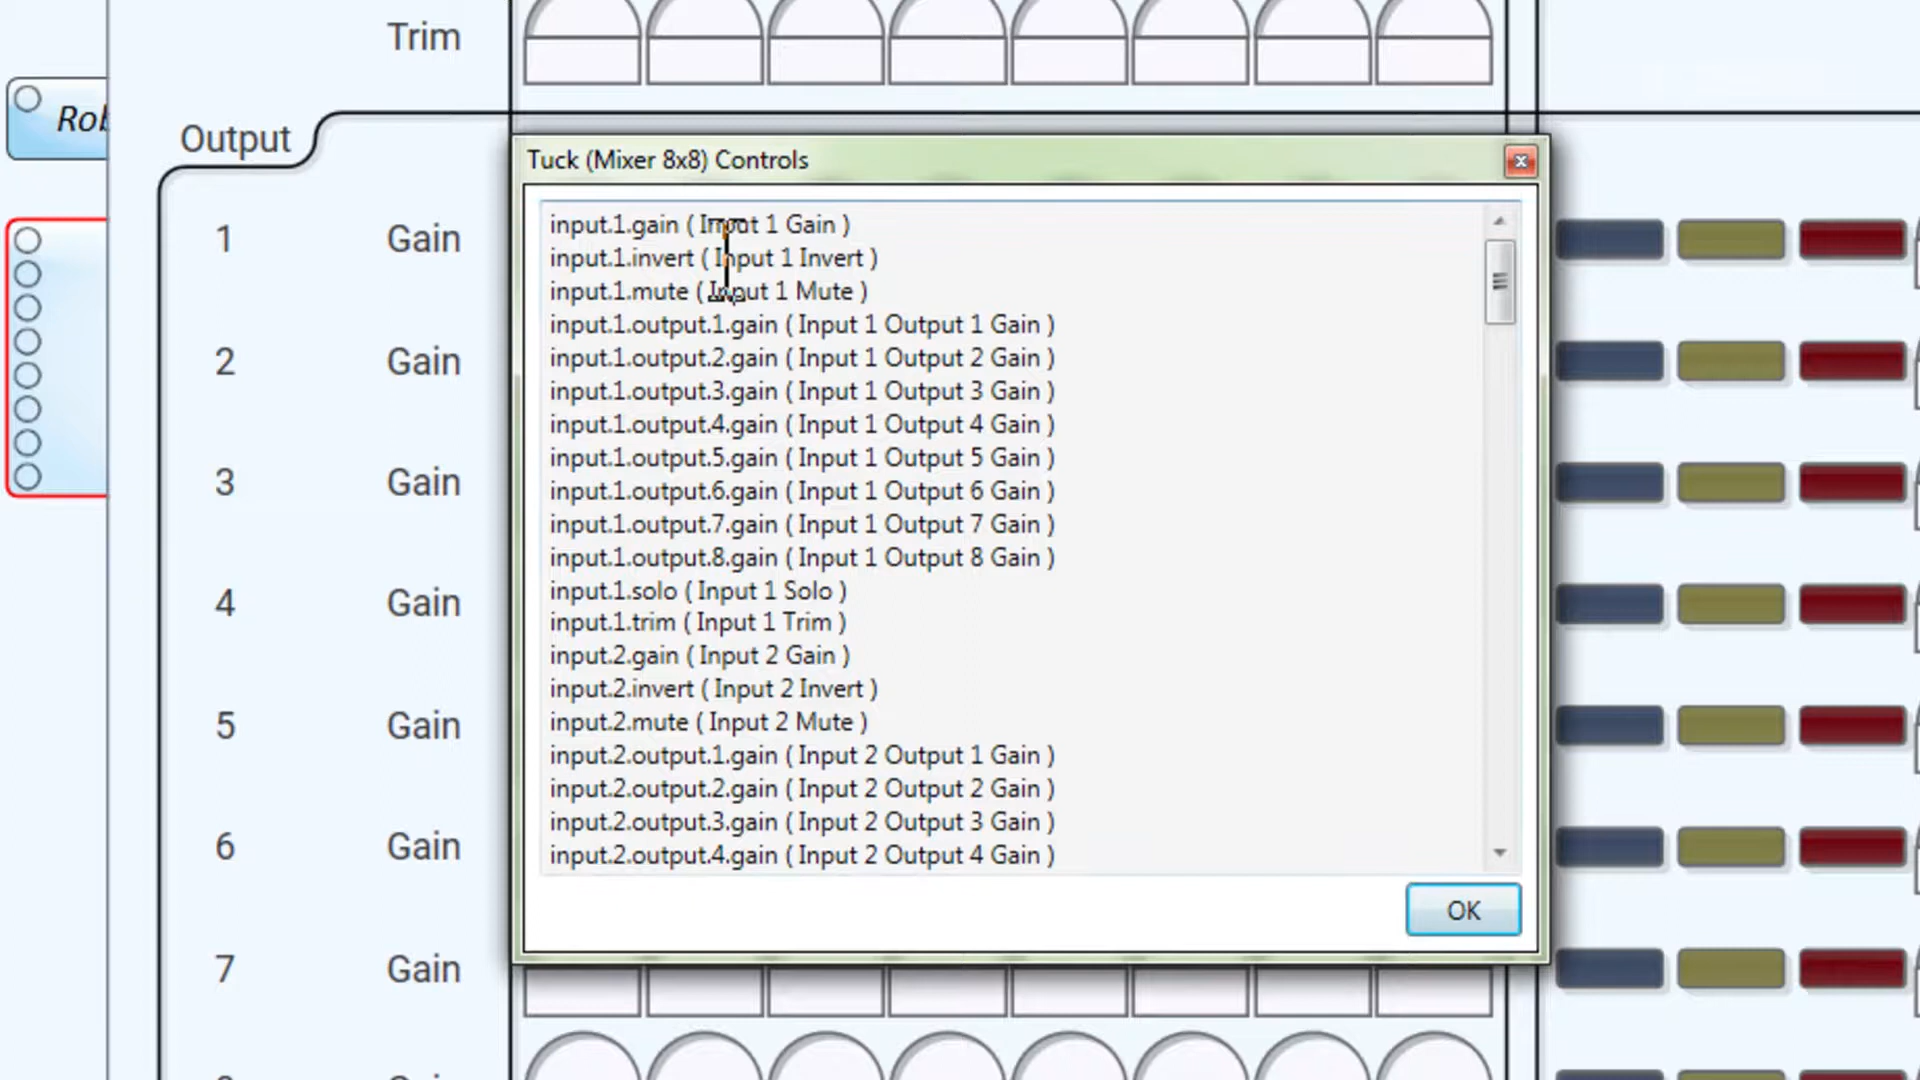 Trim
Rob
Output
Tuck (Mixer 8x8) Controls
input.1.gain ( Input 1 Gain )
input.1.invert ( Input 1 Invert )
input.1.mute ( Input 1 Mute )
input.1.output.1.gain ( Input 1 Output 1 Gain )
input.1.output.2.gain ( Input 1 Output 2 Gain )
input.1.output.3.gain ( Input 1 Output 3 Gain )
input.1.output.4.gain ( Input 1 Output 4 Gain )
input.1.output.5.gain ( Input 1 Output 5 Gain )
input.1.output.6.gain ( Input 1 Output 6 Gain )
input.1.output.7.gain ( Input 1 Output 7 Gain )
input.1.output.8.gain ( Input 1 Output 8 Gain )
input.1.solo ( Input 1 Solo )
input.1.trim ( Input 1 Trim )
input.2.gain ( Input 2 Gain )
input.2.invert ( Input 2 Invert )
input.2.mute ( Input 2 Mute )
input.2.output.1.gain ( Input 2 Output 1 Gain )
input.2.output.2.gain ( Input 2 Output 2 Gain )
input.2.output.3.gain ( Input 2 Output 3 Gain )
input.2.output.4.gain ( Input 2 Output 4 Gain )
OK
1 Gain
2 Gain
3 Gain
4 Gain
5 Gain
6 Gain
7 Gain